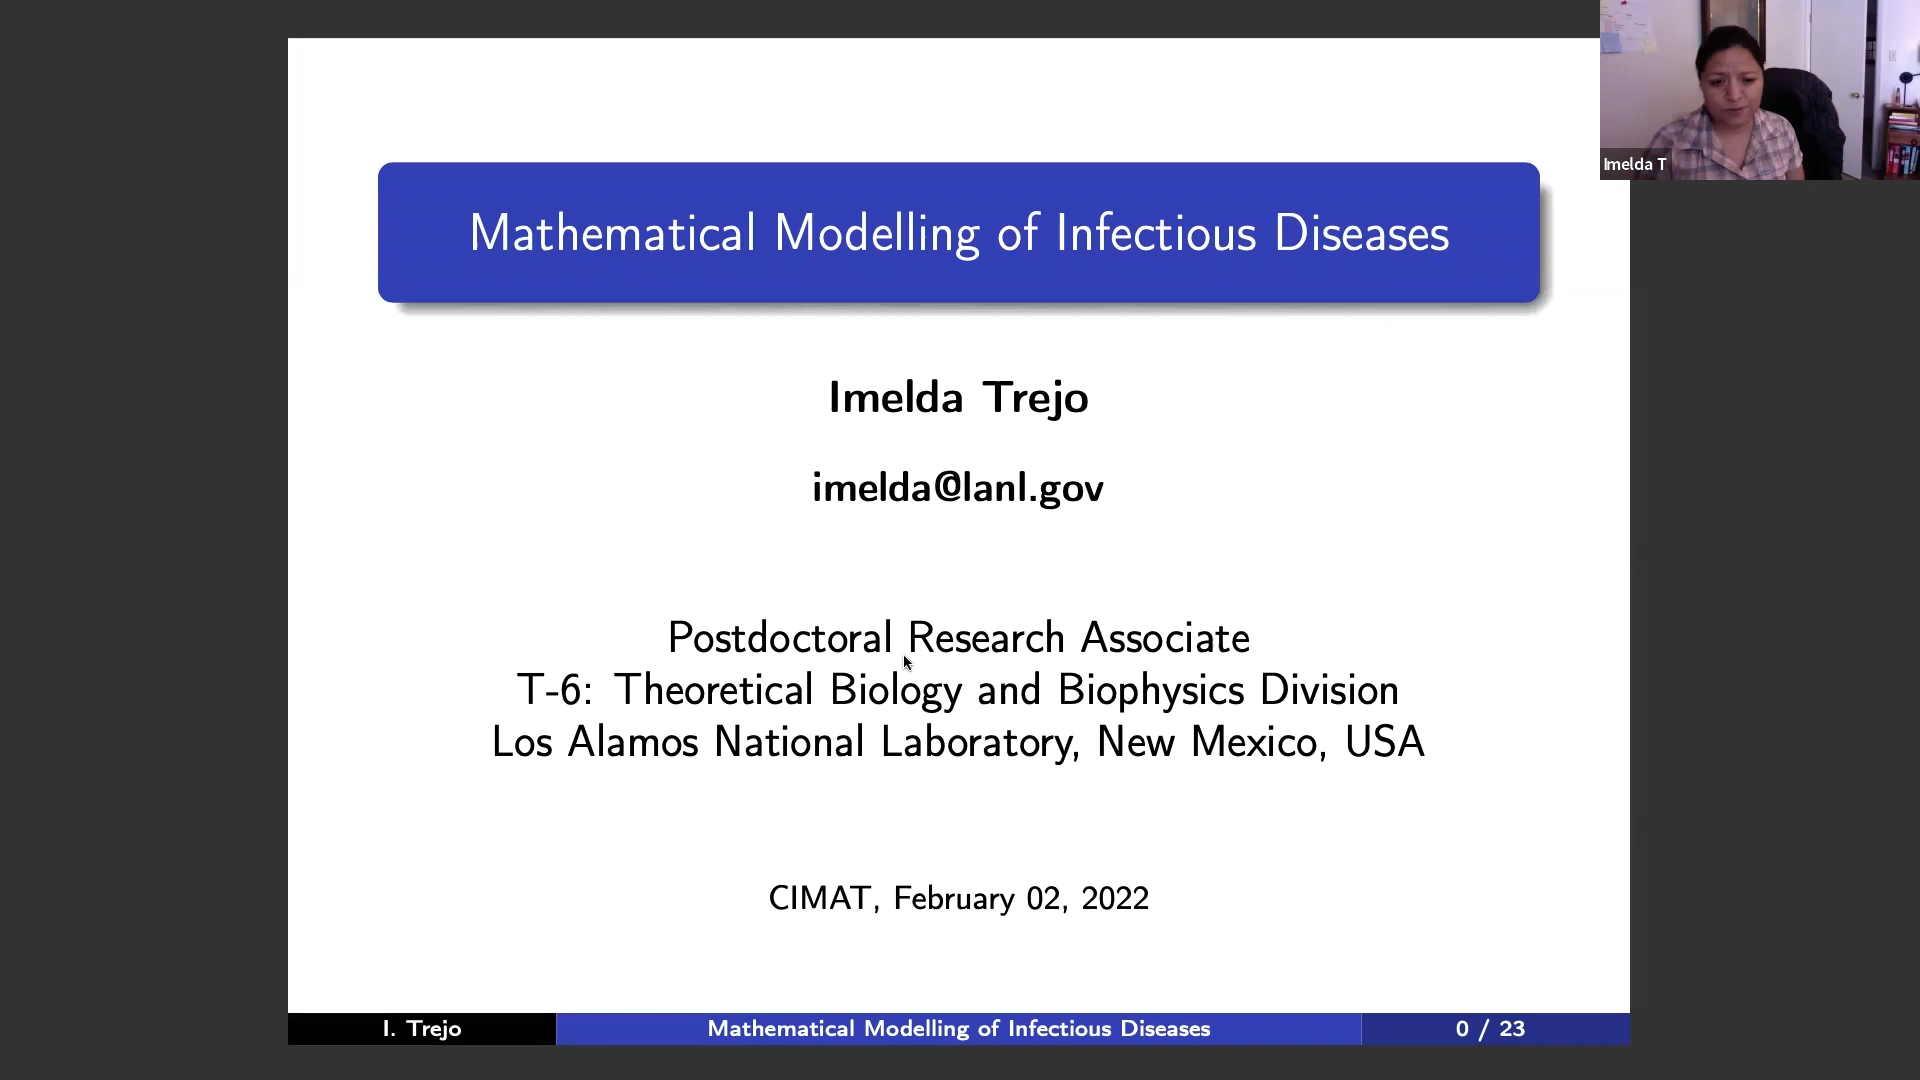 Mathematical Modelling of Infectious Diseases
Imelda T
Imelda Trejo
imelda@lanl.gov
Postdoctoral Research Associate
T-6: Theoretical Biology and Biophysics Division
Los Alamos National Laboratory, New Mexico, USA
CIMAT, February 02, 2022
I. Trejo
Mathematical Modelling of Infectious Diseases
0 / 23